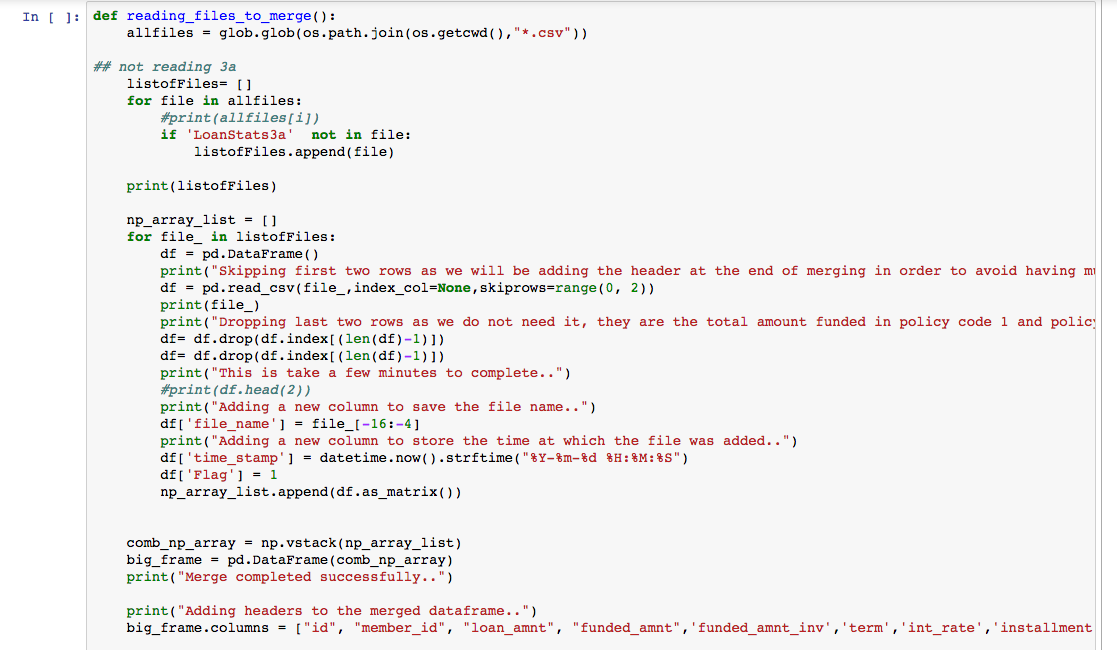 In [ ]: def reading_files_to_merge():
    allfiles = glob.glob(os.path.join(os.getcwd(),"*.csv"))
## not reading 3a
    listofFiles= []
    for file in allfiles:
        #print(allfiles[i])
        if 'LoanStats3a'  not in file:
            listofFiles.append(file)
    print(listofFiles)
    np_array_list = []
    for file_ in listofFiles:
        df = pd.DataFrame()
        print("Skipping first two rows as we will be adding the header at the end of merging in order to avoid having
        df = pd.read_csv(file_,index_col=None,skiprows=range(0, 2))
        print(file_)
        print("Dropping last two rows as we do not need it, they are the total amount funded in policy code 1 and policy
        df= df.drop(df.index[(len(df)-1)])
        df= df.drop(df.index[(len(df)-1)])
        print("This is take a few minutes to complete..")
        #print(df.head(2))
        print("Adding a new column to save the file name..")
        df['file_name'] = file_[-16:-4]
        print("Adding a new column to store the time at which the file was added..")
        df['time_stamp'] = datetime.now().strftime("%Y-%m-%d %H:%M:%S")
        df['Flag'] = 1
        np_array_list.append(df.as_matrix())
    comb_np_array = np.vstack(np_array_list)
    big_frame = pd.DataFrame(comb_np_array)
    print("Merge completed successfully..")
    print("Adding headers to the merged dataframe..")
    big_frame.columns = ["id", "member_id", "loan_amnt", "funded_amnt",'funded_amnt_inv','term','int_rate','installment